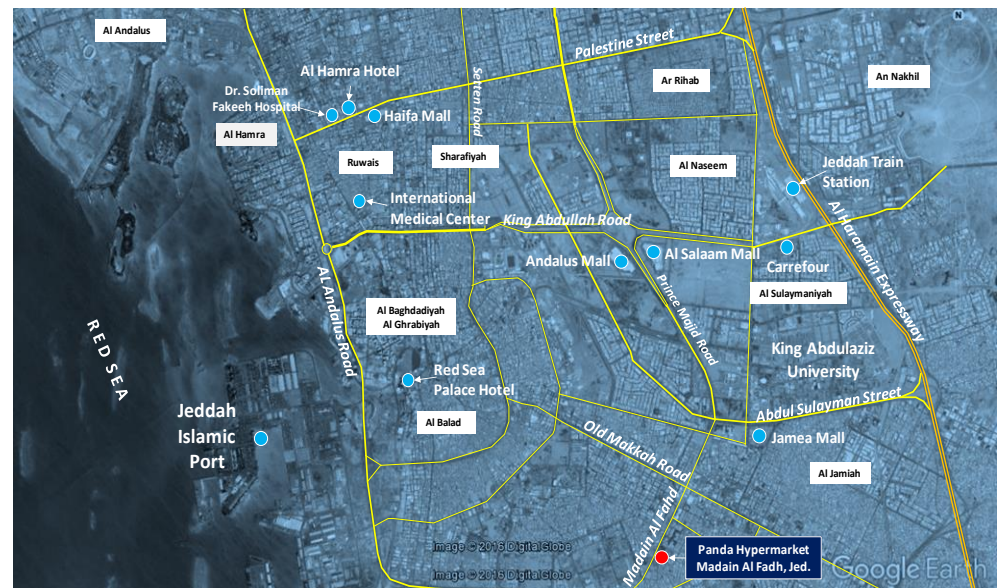 Al Andalus
N
Palestine Street
Al Hamra Hotel
Setten Road
Ar Rihab
An Nakhil
Dr. Soliman
Fakeeh Hospital
Haifa Mall
Al Hamra
Ruwais
Sharafiyah
Al Naseem
Jeddah Train
Station
International
Medical Center
King Abdullah Road
Al Haramain Expressway
Andalus Mall
Al Salaam Mall
Carrefour
AL Andalus Road
Prince Majid Road
Al Sulaymaniyah
Al Baghdadiyah
Al Ghrabiyah
RED SEA
King Abdulaziz
University
Red Sea
Palace Hotel
Jeddah
Islamic
Port
Al Balad
Abdul Sulayman Street
Old Makkah Road
Jamea Mall
Al Jamiah
Madain Al Fahd
Panda Hypermarket
Madain Al Fadh, Jed.
Image © 2016 DigitalGlobe
Image © 2016 DigitalGlobe
Google Earth